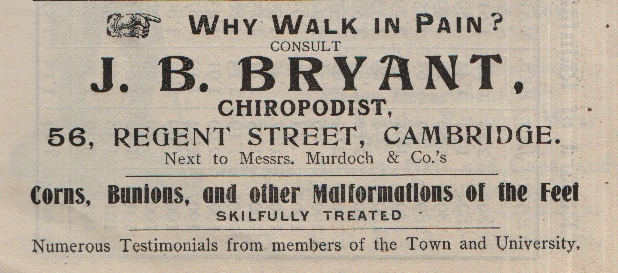 WHY WALK IN PAIN?
CONSULT
J. B. BRYANT,
CHIROPODIST,
56, REGENT STREET, CAMBRIDGE.
Next to Messrs. Murdoch & Co.'s
Corns, Bunions, and other Malformations of the Feet
SKILFULLY TREATED
Numerous Testimonials from members of the Town and University.